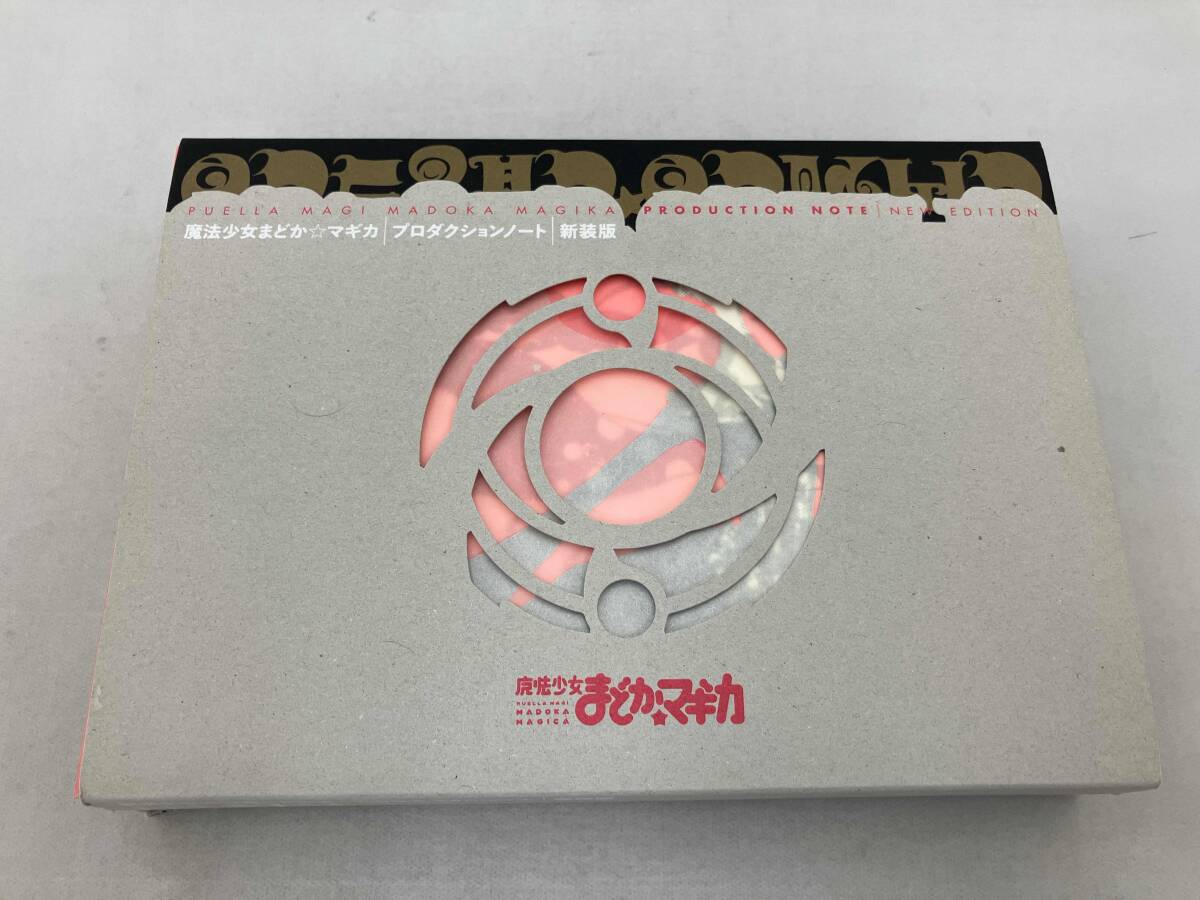 PUELLA MAGI MADOKA MAGIKA PRODUCTION NOTE | NEW EDITION
魔法少女まどか☆マギカ | プロダクションノート | 新装版
魔法少女
まどか☆マギカ
PUELLA MAGI
MADOKA
MAGICA